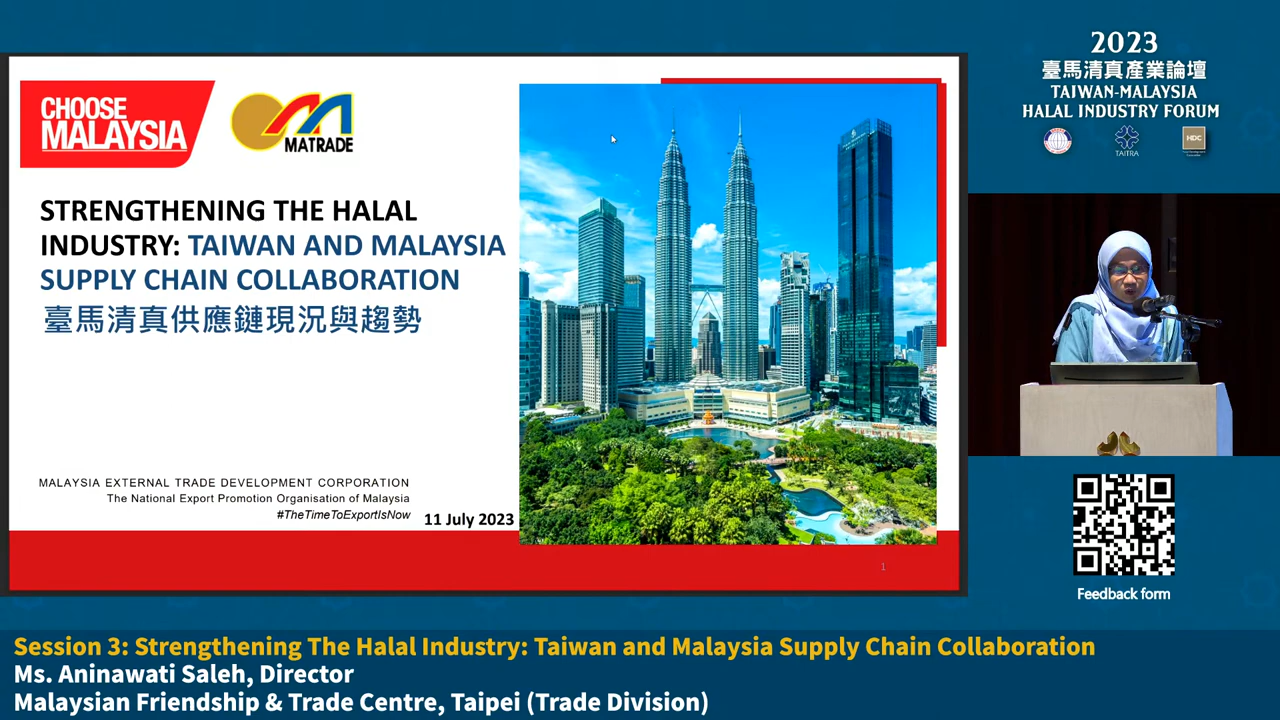 CHOOSE
MALAYSIA
MATRADE
STRENGTHENING THE HALAL
INDUSTRY: TAIWAN AND MALAYSIA
SUPPLY CHAIN COLLABORATION
臺馬清真供應鏈現況與趨勢
MALAYSIA EXTERNAL TRADE DEVELOPMENT CORPORATION
The National Export Promotion Organisation of Malaysia
#TheTimeToExportIsNow
11 July 2023
1
2023
臺馬清真產業論壇
TAIWAN-MALAYSIA
HALAL INDUSTRY FORUM
TAITRA
HDC
Feedback form
Session 3: Strengthening The Halal Industry: Taiwan and Malaysia Supply Chain Collaboration
Ms. Aninawati Saleh, Director
Malaysian Friendship & Trade Centre, Taipei (Trade Division)